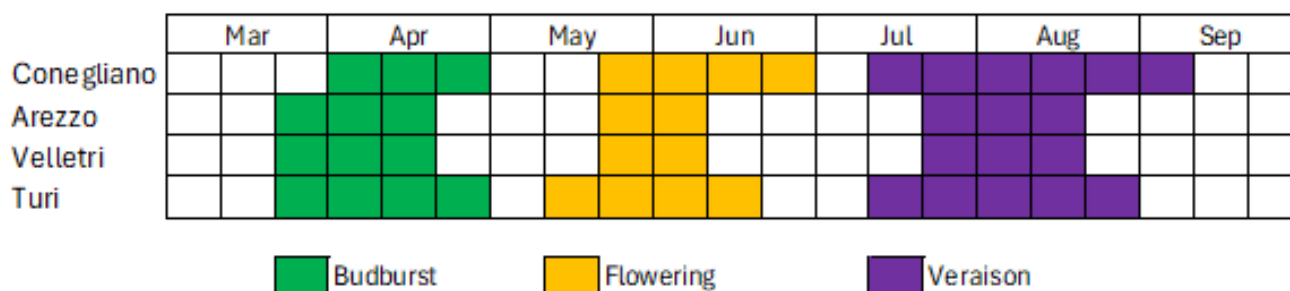 Mar Apr May Jun Jul Aug Sep
Conegliano
Arezzo
Velletri
Turi
Budburst Flowering Veraison